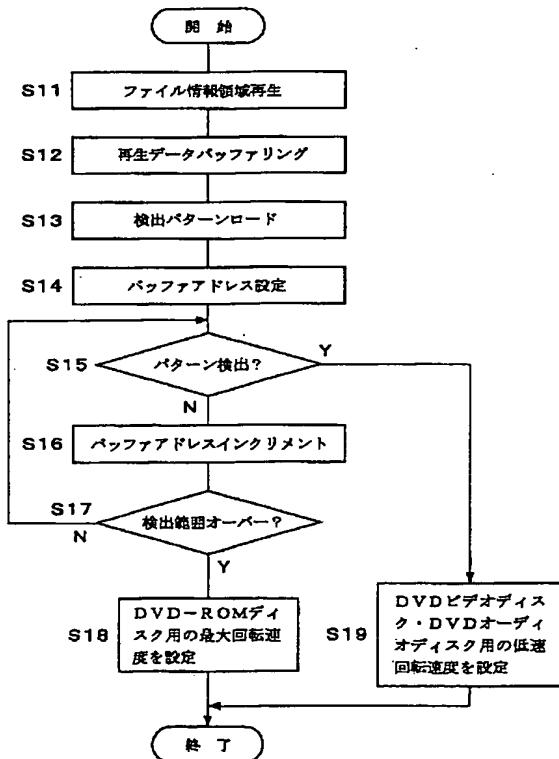 開 始
S11
ファイル情報領域再生
S12
再生データバッファリング
S13
検出パターンロード
S14
バッファアドレス設定
S15
パターン検出?
Y
N
S16
バッファアドレスインクリメント
S17
検出範囲オーバー?
N
Y
S18
DVD-ROMディ
スク用の最大回転速
度を設定
S19
DVDビデオディス
ク・DVDオーディ
オディスク用の低速
回転速度を設定
終 了